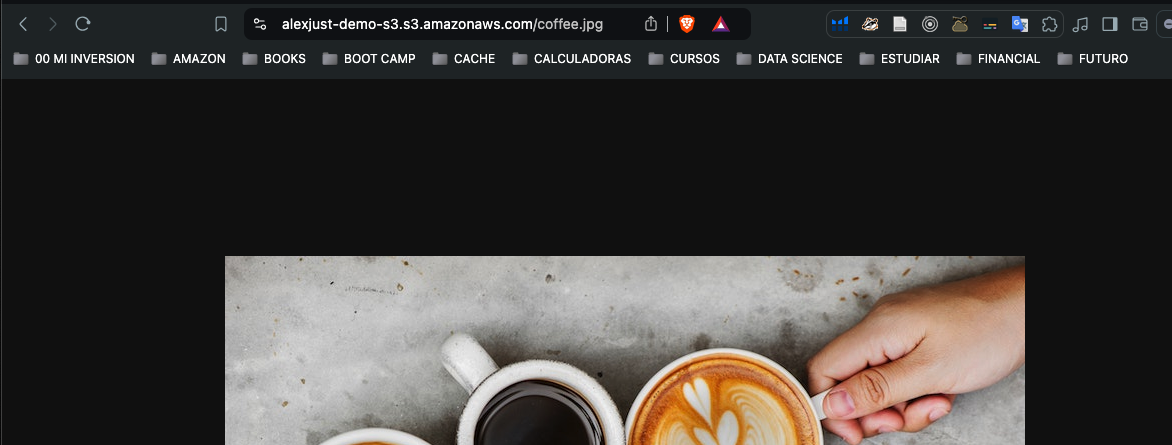 alexjust-demo-s3.s3.amazonaws.com/coffee.jpg
00 MI INVERSION AMAZON BOOKS BOOT CAMP CACHE CALCULADORAS CURSOS DATA SCIENCE ESTUDIAR FINANCIAL FUTURO